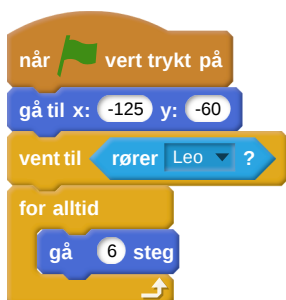 når vert trykt på
gå til x: -125 y: -60
vent til rører Leo ?
for alltid
gå 6 steg